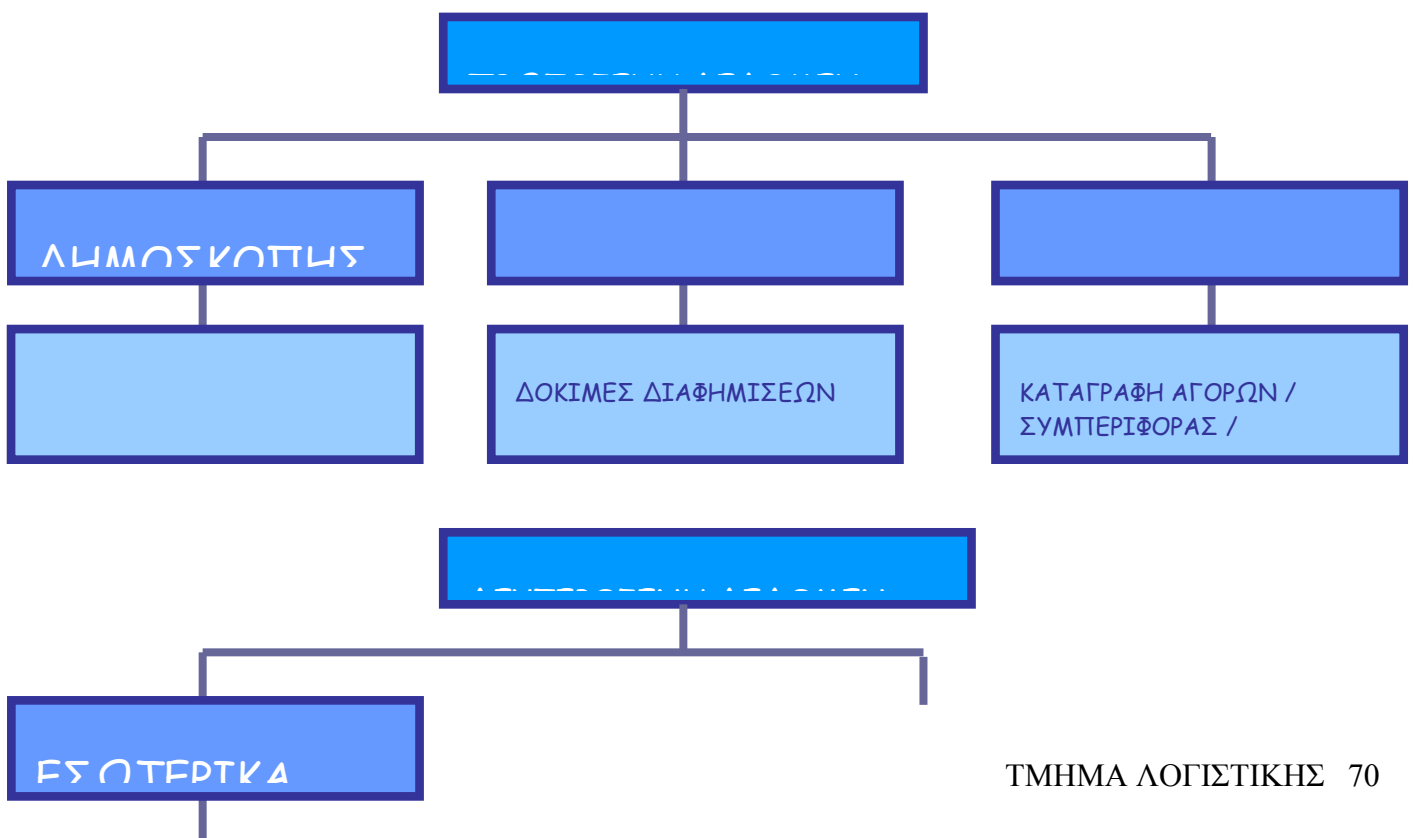 ΔΗΜΟΣΚΟΠΗΣ
ΔΟΚΙΜΕΣ ΔΙΑΦΗΜΙΣΕΩΝ
ΚΑΤΑΓΡΑΦΗ ΑΓΟΡΩΝ /
ΣΥΜΠΕΡΙΦΟΡΑΣ /
ΕΣΩΤΕΡΙΚΑ
ΤΜΗΜΑ ΛΟΓΙΣΤΙΚΗΣ 70